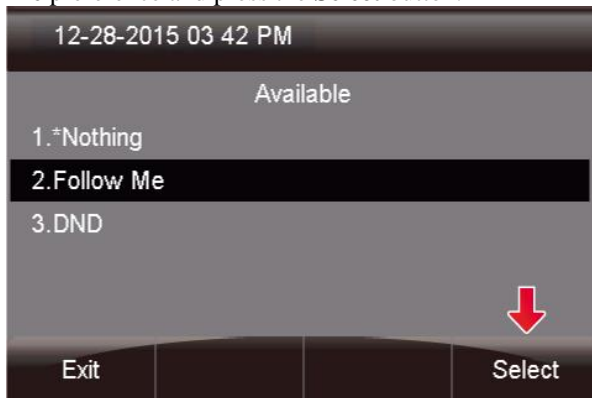 12-28-2015 03 42 PM
Available
1.*Nothing
2.Follow Me
3.DND
Exit Select